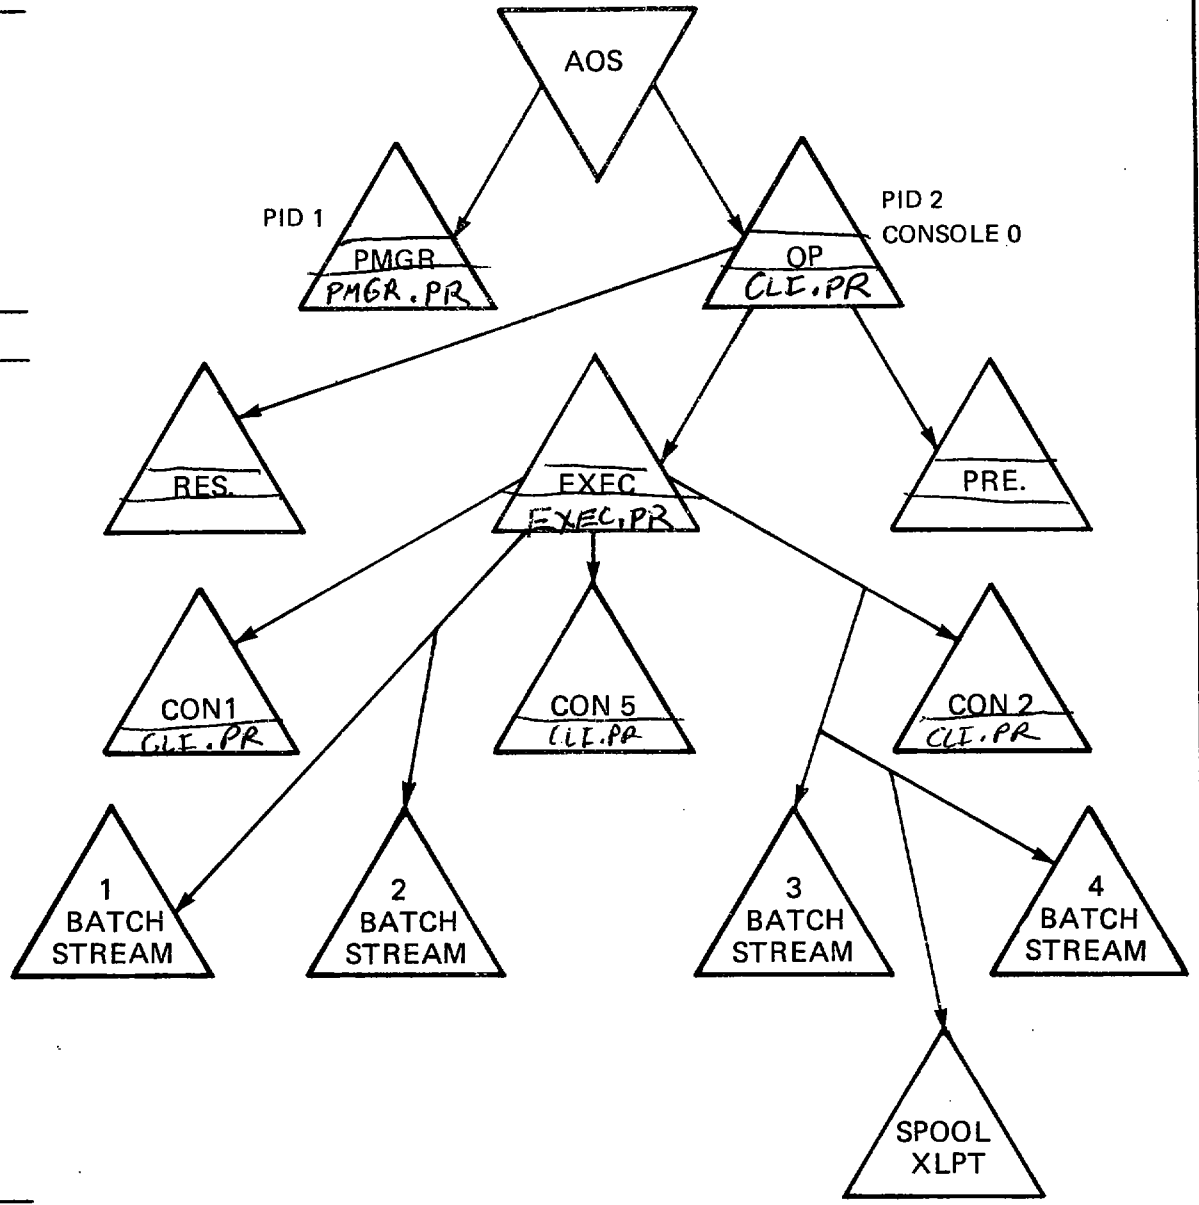 AOS
PID 1
PMGR
PMGR.PR
PID 2
CONSOLE 0
OP
CLI.PR
RES.
EXEC
EXEC.PR
PRE.
CON1
CLI.PR
CON 5
CLI.PR
CON 2
CLI.PR
1
BATCH
STREAM
2
BATCH
STREAM
3
BATCH
STREAM
4
BATCH
STREAM
SPOOL
XLPT